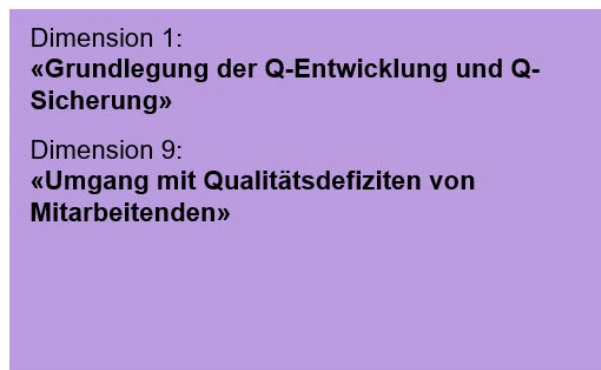 Dimension 1:
«Grundlegung der Q-Entwicklung und Q-
Sicherung»
Dimension 9:
«Umgang mit Qualitätsdefiziten von
Mitarbeitenden»